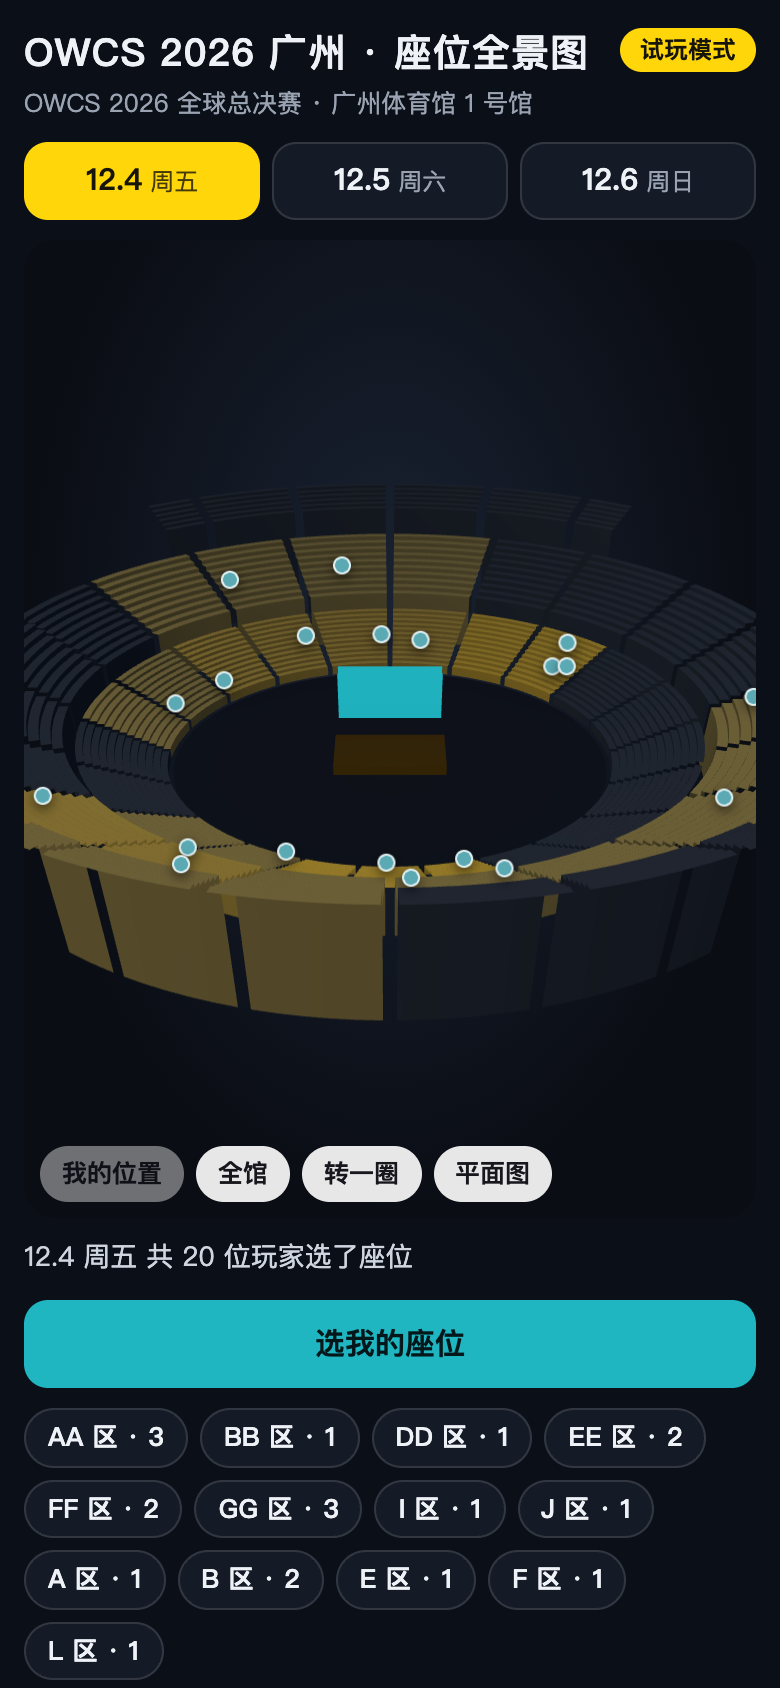 OWCS 2026 广州 · 座位全景图
试玩模式
OWCS 2026 全球总决赛 · 广州体育馆 1 号馆
12.4 周五
12.5 周六
12.6 周日
我的位置
全馆
转一圈
平面图
12.4 周五 共 20 位玩家选了座位
选我的座位
AA 区 · 3
BB 区 · 1
DD 区 · 1
EE 区 · 2
FF 区 · 2
GG 区 · 3
I 区 · 1
J 区 · 1
A 区 · 1
B 区 · 2
E 区 · 1
F 区 · 1
L 区 · 1